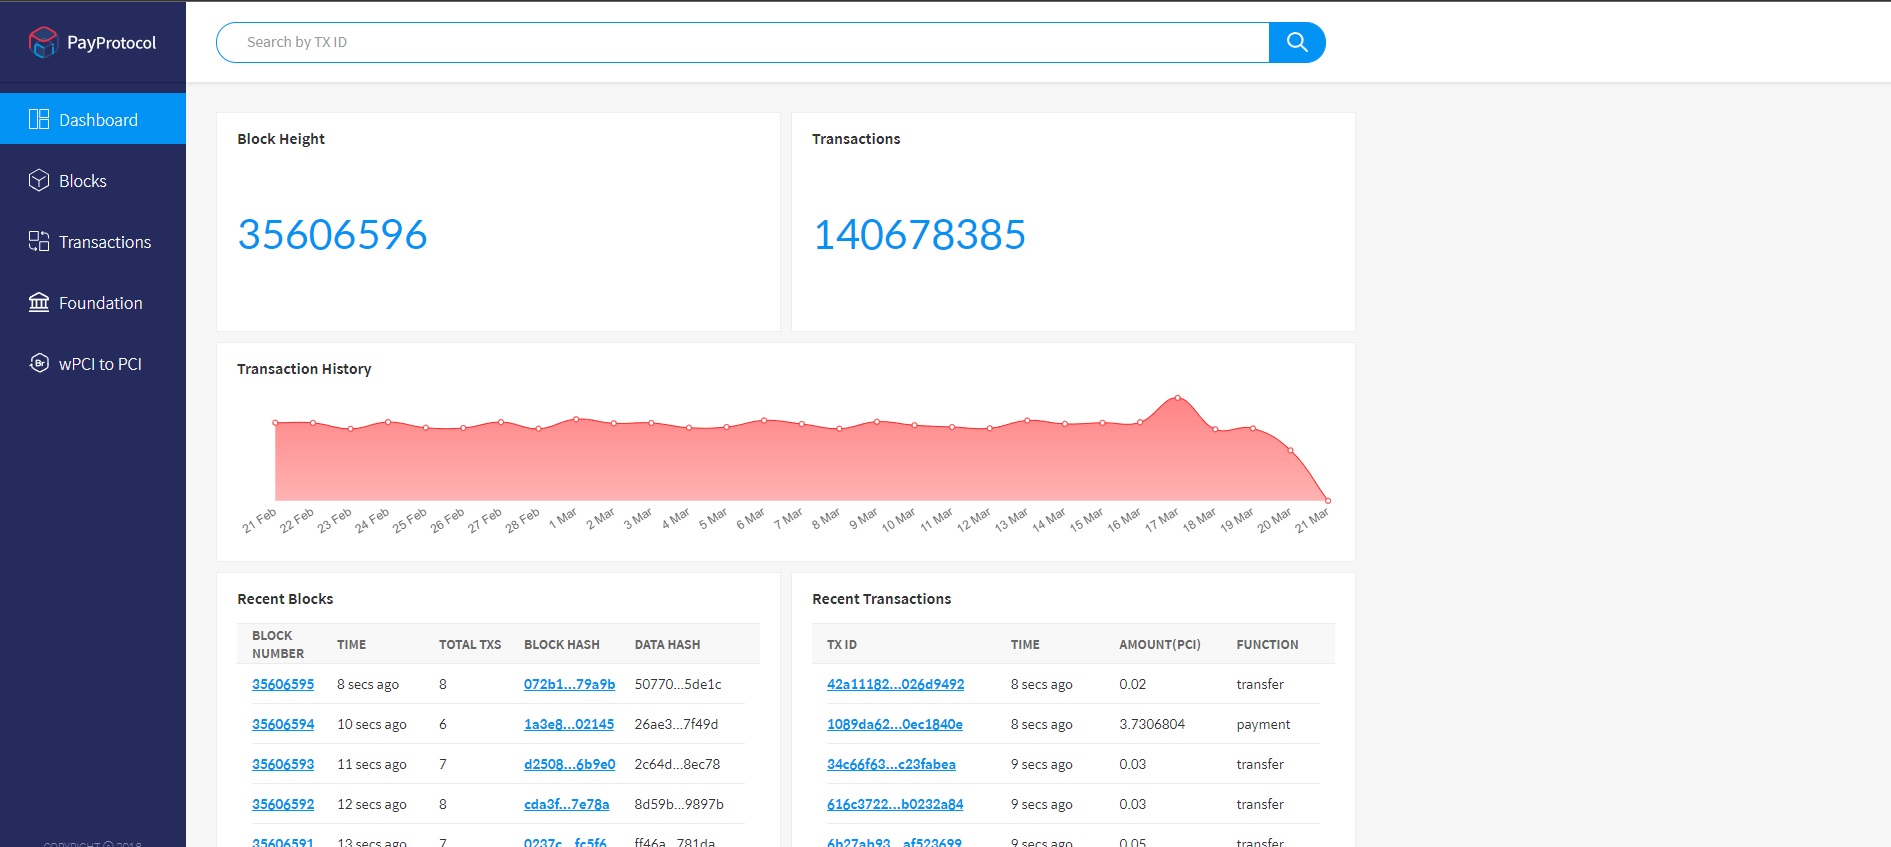 PayProtocol
Search by TX ID
Dashboard
Blocks
Transactions
Foundation
wPCI to PCI
Block Height
35606596
Transactions
140678385
Transaction History
21 Feb 22 Feb 23 Feb 24 Feb 25 Feb 26 Feb 27 Feb 28 Feb 1 Mar 2 Mar 3 Mar 4 Mar 5 Mar 6 Mar 7 Mar 8 Mar 9 Mar 10 Mar 11 Mar 12 Mar 13 Mar 14 Mar 15 Mar 16 Mar 17 Mar 18 Mar 19 Mar 20 Mar 21 Mar
Recent Blocks
BLOCK NUMBER TIME TOTAL TXS BLOCK HASH DATA HASH
35606595 8 secs ago 8 072b1...79a9b 50770...5de1c
35606594 10 secs ago 6 1a3e8...02145 26ae3...7f49d
35606593 11 secs ago 7 d2508...6b9e0 2c64d...8ec78
35606592 12 secs ago 8 cda3f...7e78a 8d59b...9897b
35606591 13 secs ago 7 0237c...fc5f6 ff46a...781da
Recent Transactions
TX ID TIME AMOUNT(PCI) FUNCTION
42a11182...026d9492 8 secs ago 0.02 transfer
1089da62...0ec1840e 8 secs ago 3.7306804 payment
34c66f63...c23fabea 9 secs ago 0.03 transfer
616c3722...b0232a84 9 secs ago 0.03 transfer
6b27ab93...af523699 9 secs ago 0.05 transfer
COPYRIGHT © 2018